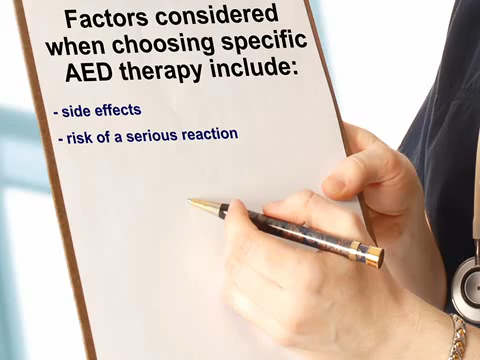 Factors considered
when choosing specific
AED therapy include:
- side effects
- risk of a serious reaction